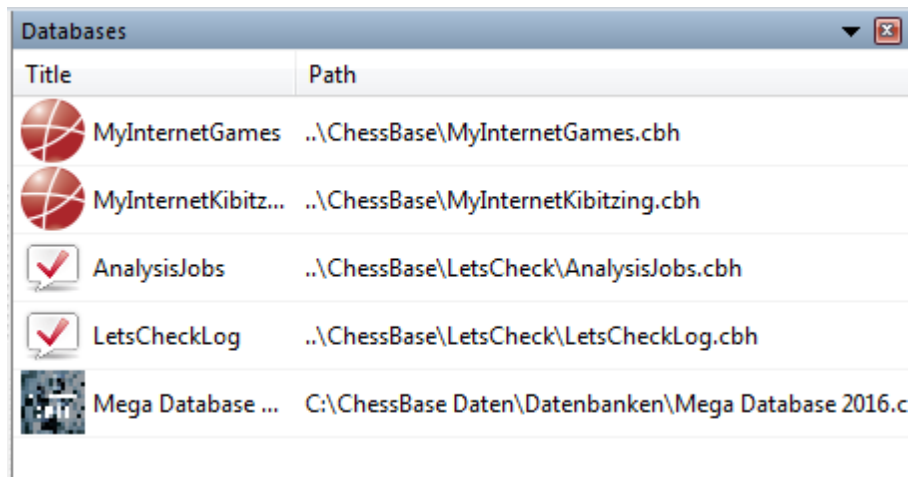 Databases
Title Path
MyInternetGames ..\ChessBase\MyInternetGames.cbh
MyInternetKibitz... ..\ChessBase\MyInternetKibitzing.cbh
AnalysisJobs ..\ChessBase\LetsCheck\AnalysisJobs.cbh
LetsCheckLog ..\ChessBase\LetsCheck\LetsCheckLog.cbh
Mega Database ... C:\ChessBase Daten\Datenbanken\Mega Database 2016.c